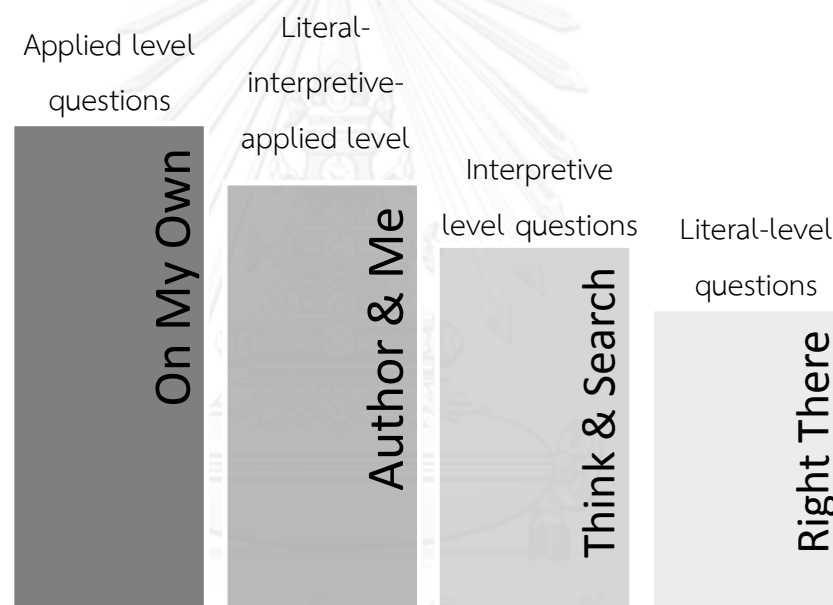 Applied level
questions
On My Own
Literal-
interpretive-
applied level
Author & Me
Interpretive
level questions
Think & Search
Literal-level
questions
Right There